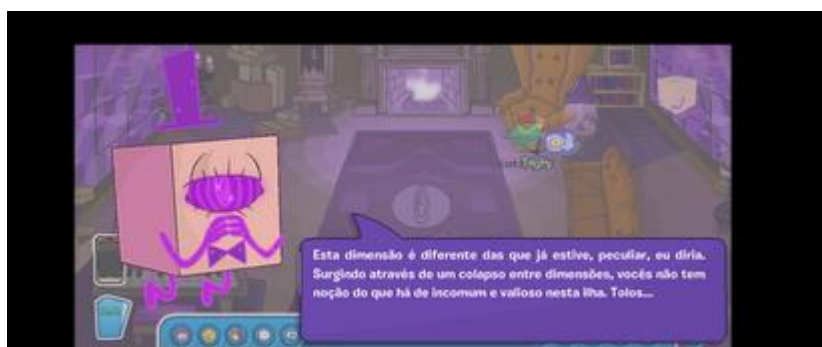 Esta dimensão é diferente das que já estive, peculiar, eu diria.
Surgindo através de um colapso entre dimensões, vocês não tem
noção do que há de incomum e valioso nesta ilha. Tolos...